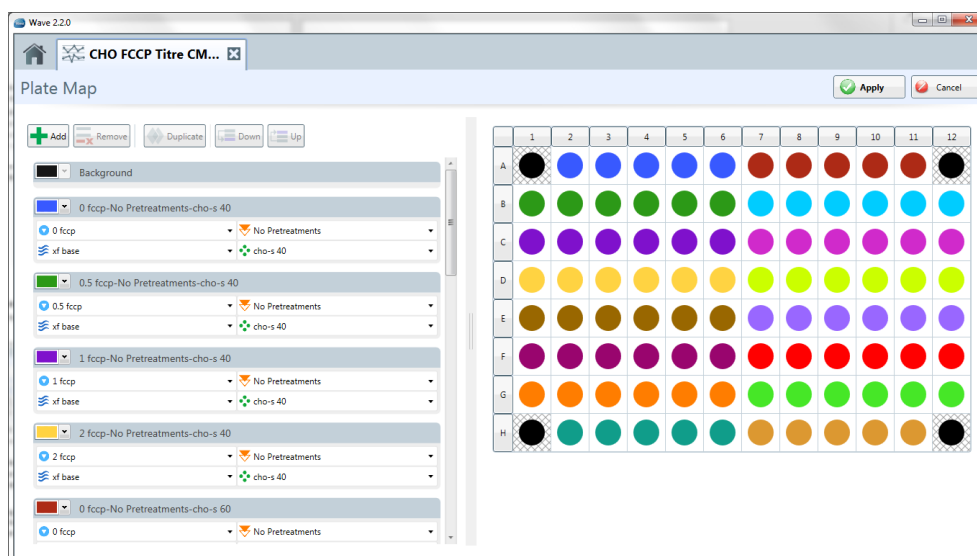 Wave 2.2.0
CHO FCCP Titre CM...
Plate Map
Apply
Cancel
Add
Remove
Duplicate
Down
Up
Background
0 fccp-No Pretreatments-cho-s 40
0 fccp
No Pretreatments
xf base
cho-s 40
0.5 fccp-No Pretreatments-cho-s 40
0.5 fccp
No Pretreatments
xf base
cho-s 40
1 fccp-No Pretreatments-cho-s 40
1 fccp
No Pretreatments
xf base
cho-s 40
2 fccp-No Pretreatments-cho-s 40
2 fccp
No Pretreatments
xf base
cho-s 40
0 fccp-No Pretreatments-cho-s 60
0 fccp
No Pretreatments
1 2 3 4 5 6 7 8 9 10 11 12
A
B
C
D
E
F
G
H